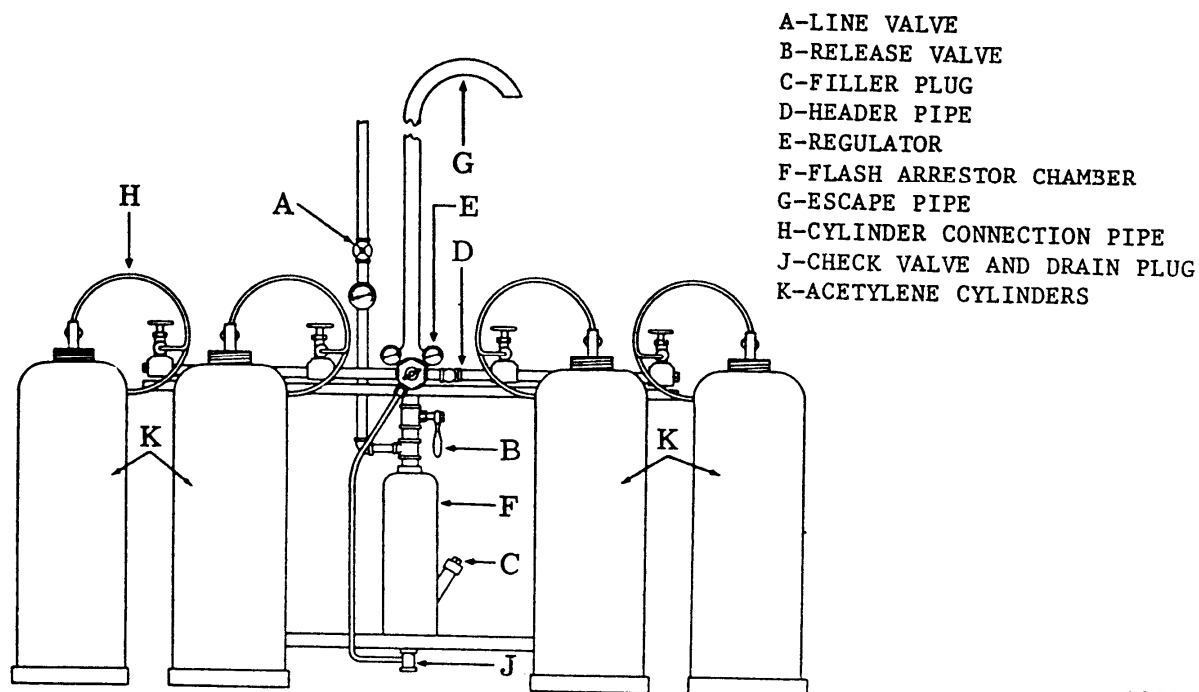 A-LINE VALVE
B-RELEASE VALVE
C-FILLER PLUG
D-HEADER PIPE
E-REGULATOR
F-FLASH ARRESTOR CHAMBER
G-ESCAPE PIPE
H-CYLINDER CONNECTION PIPE
J-CHECK VALVE AND DRAIN PLUG
K-ACETYLENE CYLINDERS
G
H
A
E
D
K
B
K
F
C
J